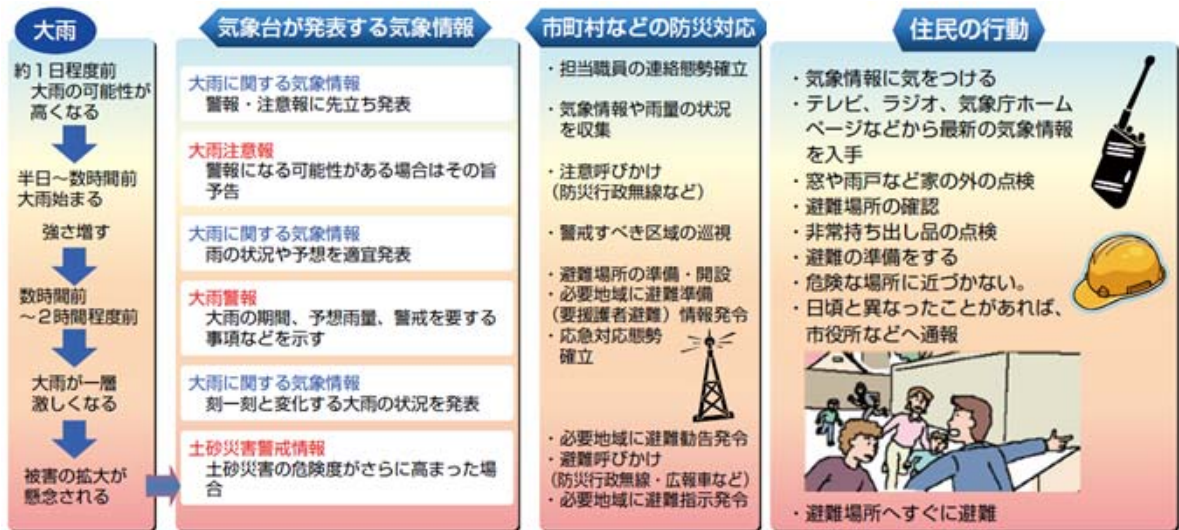 大雨
約1日程度前
大雨の可能性が
高くなる
半日～数時間前
大雨始まる
強さ増す
数時間前
～2時間程度前
大雨が一層
激しくなる
被害の拡大が
懸念される
気象台が発表する気象情報
大雨に関する気象情報
警報・注意報に先立ち発表
大雨注意報
警報になる可能性がある場合はその旨
予告
大雨に関する気象情報
雨の状況や予想を適宜発表
大雨警報
大雨の期間、予想雨量、警戒を要する
事項などを示す
大雨に関する気象情報
刻一刻と変化する大雨の状況を発表
土砂災害警戒情報
土砂災害の危険度がさらに高まった場
合
市町村などの防災対応
・担当職員の連絡態勢確立
・気象情報や雨量の状況
を収集
・注意呼びかけ
（防災行政無線など）
・警戒すべき区域の巡視
・避難場所の準備・開設
・必要地域に避難準備
（要援護者避難）情報発令
・応急対応態勢
確立
・必要地域に避難勧告発令
・避難呼びかけ
（防災行政無線・広報車など）
・必要地域に避難指示発令
住民の行動
・気象情報に気をつける
・テレビ、ラジオ、気象庁ホーム
ページなどから最新の気象情報
を入手
・窓や雨戸など家の外の点検
・避難場所の確認
・非常持ち出し品の点検
・避難の準備をする
・危険な場所に近づかない。
・日頃と異なったことがあれば、
市役所などへ通報
・避難場所へすぐに避難